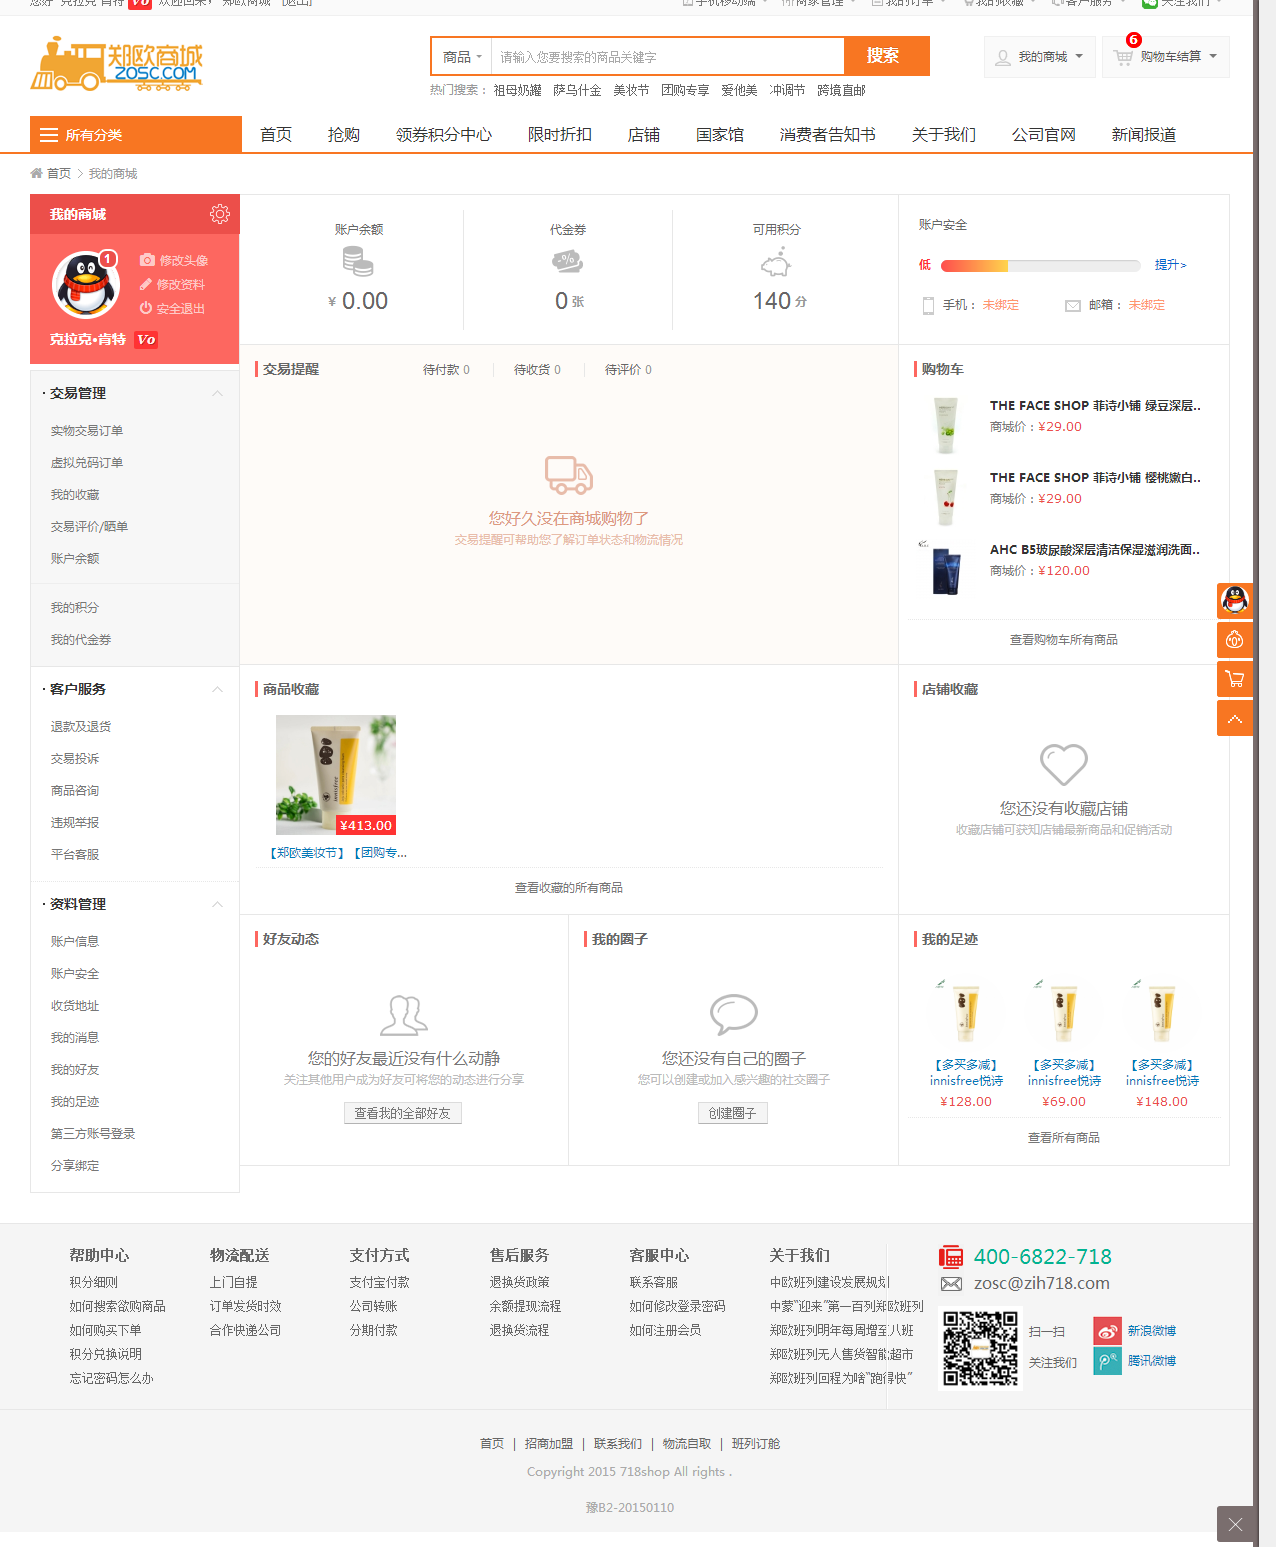 您好 克拉克·肯特 V0 欢迎回来， 郑欧商城 [退出]
手机移动端 商家管理 我的订单 我的收藏 客户服务 关注我们
郑欧商城
ZOSC.COM
商品 请输入您要搜索的商品关键字 搜索
我的商城 6 购物车结算
热门搜索： 祖母奶罐 萨乌什金 美妆节 团购专享 爱他美 冲调节 跨境直邮
所有分类 首页 抢购 领券积分中心 限时折扣 店铺 国家馆 消费者告知书 关于我们 公司官网 新闻报道
首页 > 我的商城
我的商城
1
修改头像
修改资料
安全退出
克拉克•肯特 V0
交易管理
实物交易订单
虚拟兑码订单
我的收藏
交易评价/晒单
账户余额
我的积分
我的代金券
客户服务
退款及退货
交易投诉
商品咨询
违规举报
平台客服
资料管理
账户信息
账户安全
收货地址
我的消息
我的好友
我的足迹
第三方账号登录
分享绑定
账户余额
¥ 0.00
代金券
0 张
可用积分
140 分
账户安全
低 提升>
手机： 未绑定 邮箱： 未绑定
交易提醒 待付款 0 待收货 0 待评价 0
您好久没在商城购物了
交易提醒可帮助您了解订单状态和物流情况
购物车
THE FACE SHOP 菲诗小铺 绿豆深层..
商城价：¥29.00
THE FACE SHOP 菲诗小铺 樱桃嫩白..
商城价：¥29.00
AHC B5玻尿酸深层清洁保湿滋润洗面..
商城价：¥120.00
查看购物车所有商品
商品收藏
innisfree
¥413.00
【郑欧美妆节】【团购专...
查看收藏的所有商品
店铺收藏
您还没有收藏店铺
收藏店铺可获知店铺最新商品和促销活动
好友动态
您的好友最近没有什么动静
关注其他用户成为好友可将您的动态进行分享
查看我的全部好友
我的圈子
您还没有自己的圈子
您可以创建或加入感兴趣的社交圈子
创建圈子
我的足迹
【多买多减】 【多买多减】 【多买多减】
innisfree悦诗 innisfree悦诗 innisfree悦诗
¥128.00 ¥69.00 ¥148.00
查看所有商品
帮助中心
积分细则
如何搜索欲购商品
如何购买下单
积分兑换说明
忘记密码怎么办
物流配送
上门自提
订单发货时效
合作快递公司
支付方式
支付宝付款
公司转账
分期付款
售后服务
退换货政策
余额提现流程
退换货流程
客服中心
联系客服
如何修改登录密码
如何注册会员
关于我们
中欧班列建设发展规划
中蒙“迎来”第一百列郑欧班列
郑欧班列明年每周增至八班
郑欧班列无人售货智能超市
郑欧班列回程为啥“跑得快”
400-6822-718
zosc@zih718.com
扫一扫
关注我们
新浪微博
腾讯微博
首页 | 招商加盟 | 联系我们 | 物流自取 | 班列订舱
Copyright 2015 718shop All rights .
豫B2-20150110